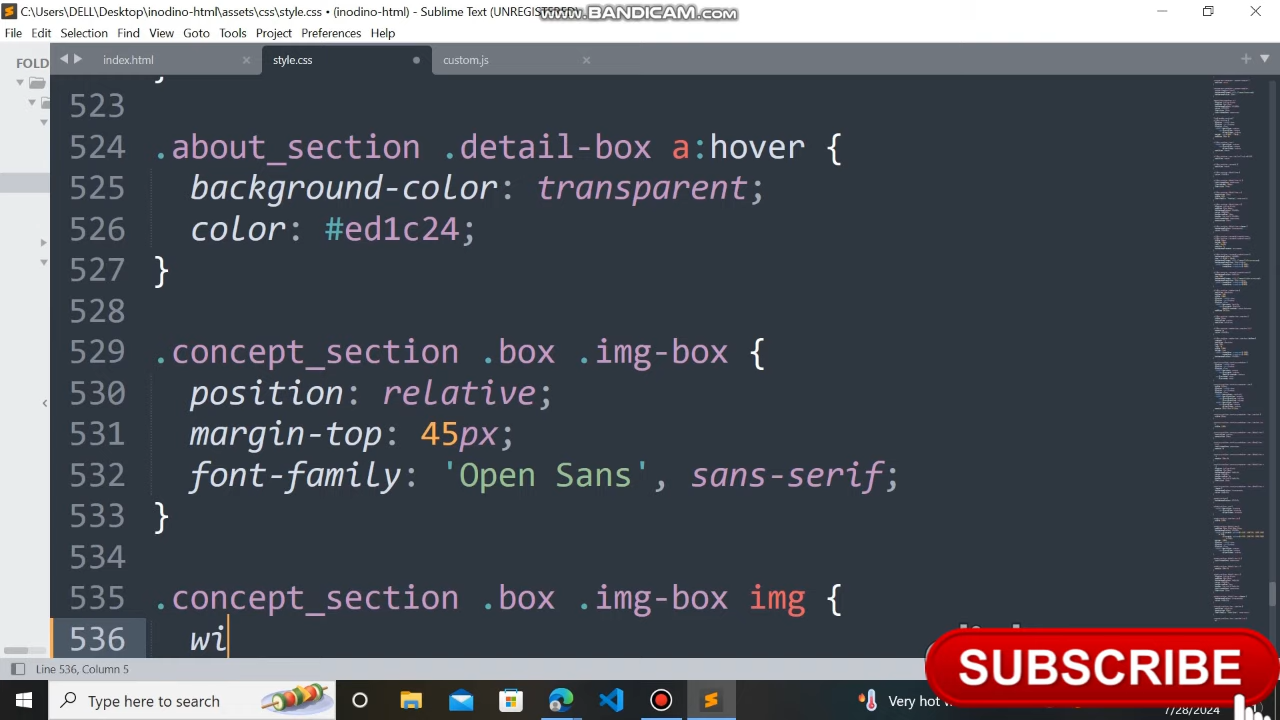 C:\Users\DELL\Desktop\inodino-html\assets\css\style.css • (inodino-html) - Sublime Text (UNREGISTERED)
WWW.BANDICAM.COM
File Edit Selection Find View Goto Tools Project Preferences Help
FOLD
index.html
style.css
custom.js
}
523
524 .about_section .detail-box a:hover {
525 background-color: transparent;
526 color: #ed1c24;
527 }
528
529 .concept_section .box .img-box {
530 position: relative;
531 margin-top: 45px;
532 font-family: 'Open Sans', sans-serif;
533 }
534
535 .concept_section .box .img-box img {
536 wi
Line 536, Column 5
SUBSCRIBE
Type here to search
Very hot
7/28/2024